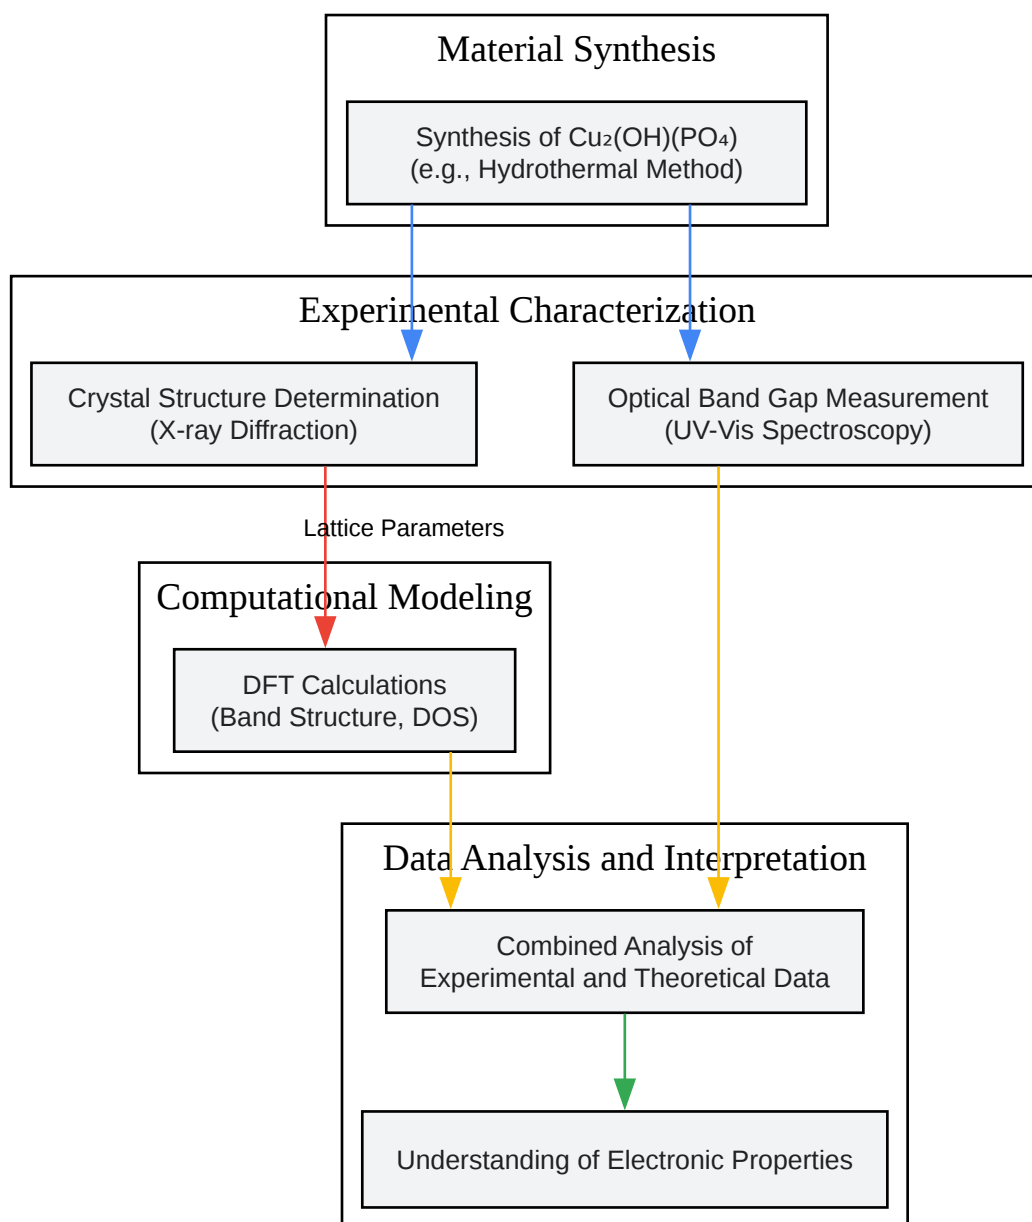 Material Synthesis
Synthesis of Cu₂(OH)(PO₄)
(e.g., Hydrothermal Method)
Experimental Characterization
Crystal Structure Determination
(X-ray Diffraction)
Optical Band Gap Measurement
(UV-Vis Spectroscopy)
Lattice Parameters
Computational Modeling
DFT Calculations
(Band Structure, DOS)
Data Analysis and Interpretation
Combined Analysis of
Experimental and Theoretical Data
Understanding of Electronic Properties